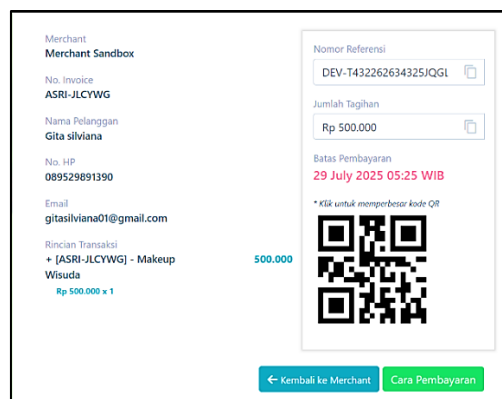 Merchant
Merchant Sandbox
No. Invoice
ASRI-JLCYWG
Nama Pelanggan
Gita silviana
No. HP
089529891390
Email
gitasilviana01@gmail.com
Rincian Transaksi
+ [ASRI-JLCYWG] - Makeup Wisuda 500.000
Rp 500.000 x 1
Nomor Referensi
DEV-T432262634325JQGL
Jumlah Tagihan
Rp 500.000
Batas Pembayaran
29 July 2025 05:25 WIB
* Klik untuk memperbesar kode QR
← Kembali ke Merchant
Cara Pembayaran